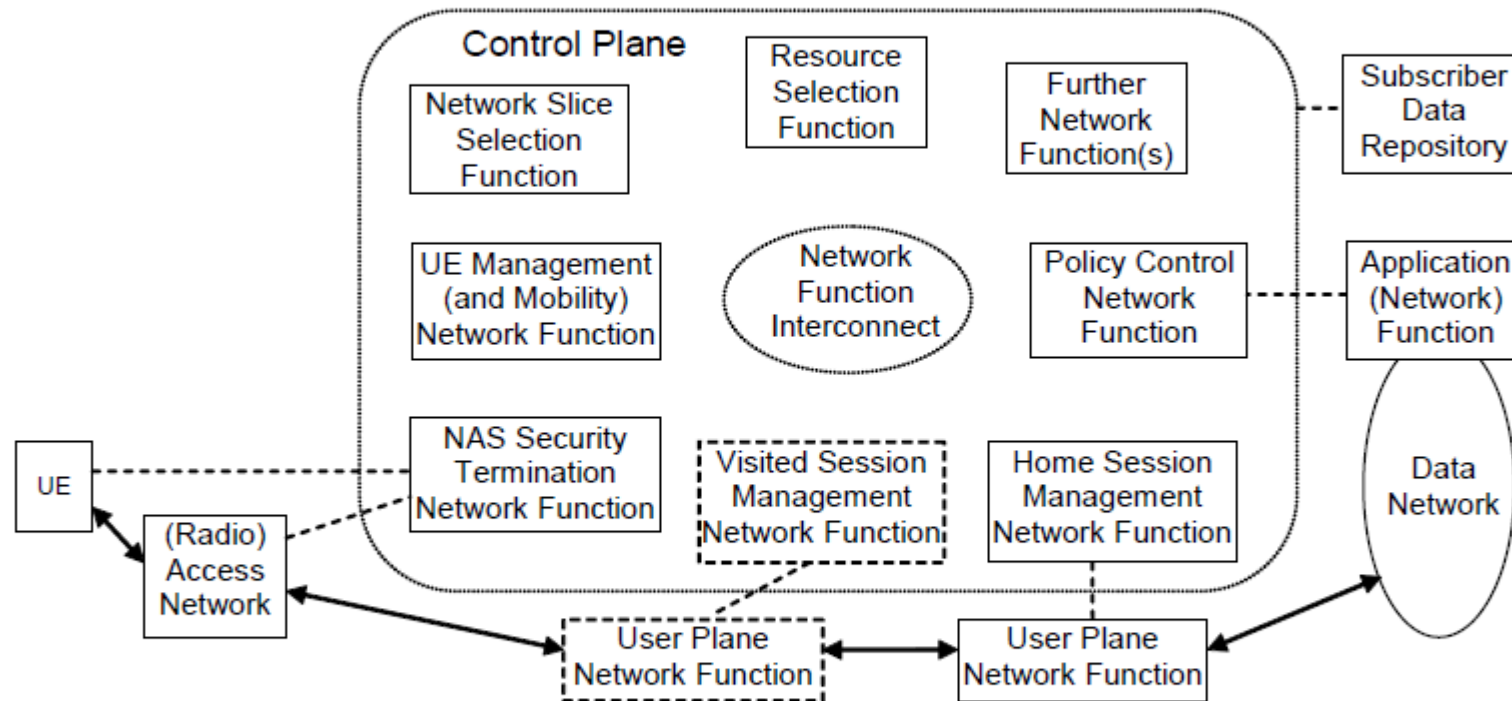 Control Plane
Resource
Selection
Function
Further
Network
Function(s)
Subscriber
Data
Repository
Network Slice
Selection
Function
UE Management
(and Mobility)
Network Function
Network
Function
Interconnect
Policy Control
Network
Function
Application
(Network)
Function
NAS Security
Termination
Network Function
Visited Session
Management
Network Function
Home Session
Management
Network Function
Data
Network
UE
(Radio)
Access
Network
User Plane
Network Function
User Plane
Network Function